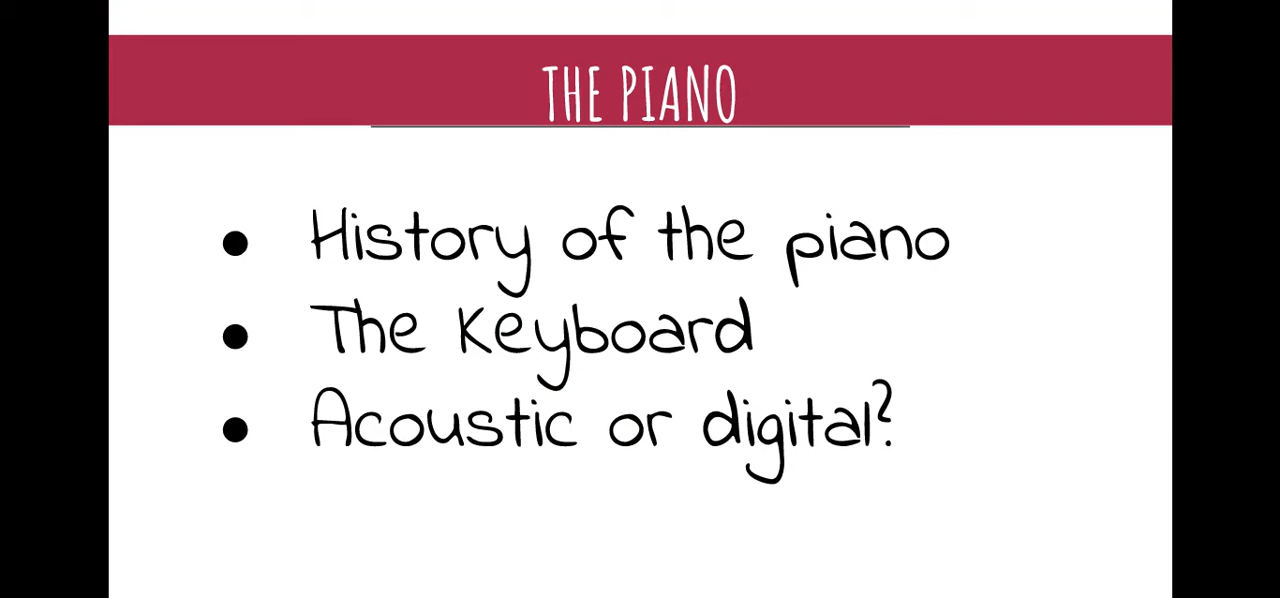 THE PIANO
● History of the piano
● The Keyboard
● Acoustic or digital?